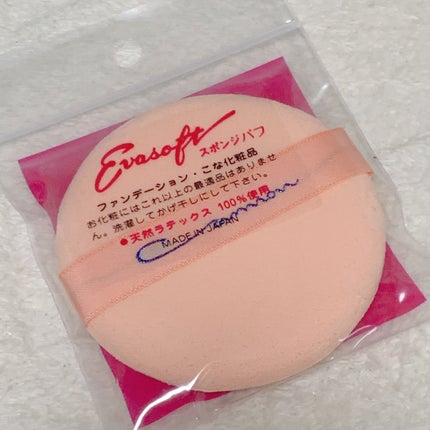 Evasoft スポンジパフ
ファンデーション・こな化粧品
お化粧にはこれ以上の最適品はありませ
ん。洗濯してかげ干しにして下さい。
●天然ラテックス 100%使用
MADE IN JAPAN